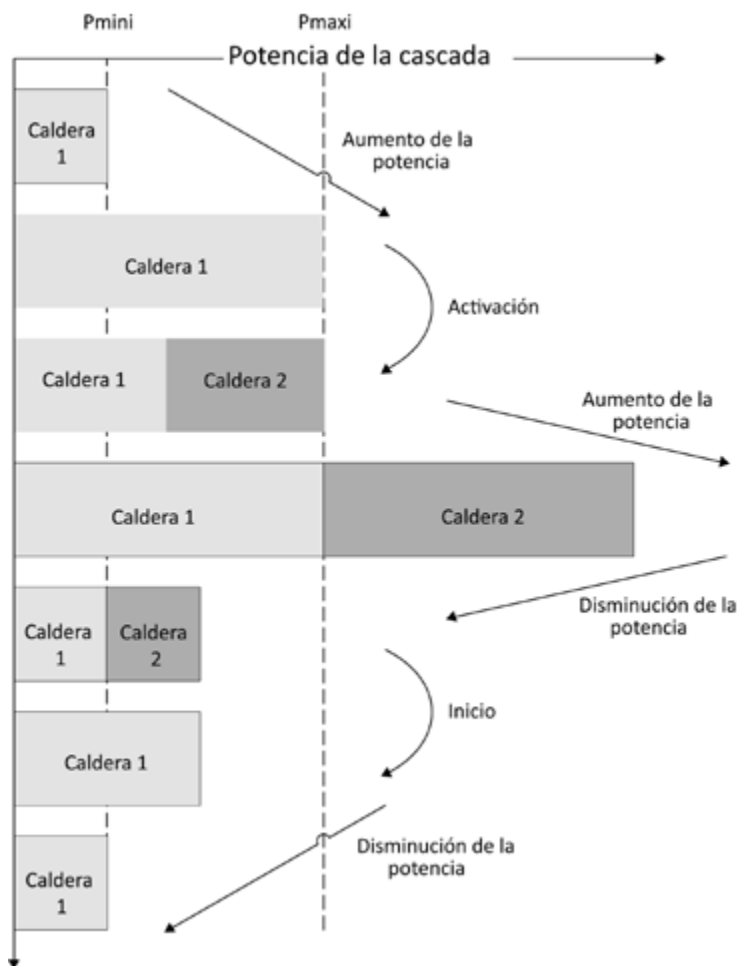 Pmini
Pmaxi
Potencia de la cascada
Caldera
1
Aumento de la
potencia
Caldera 1
Activación
Caldera 1
Caldera 2
Aumento de la
potencia
Caldera 1
Caldera 2
Disminución de la
potencia
Caldera
1
Caldera
2
Inicio
Caldera 1
Disminución de la
potencia
Caldera
1